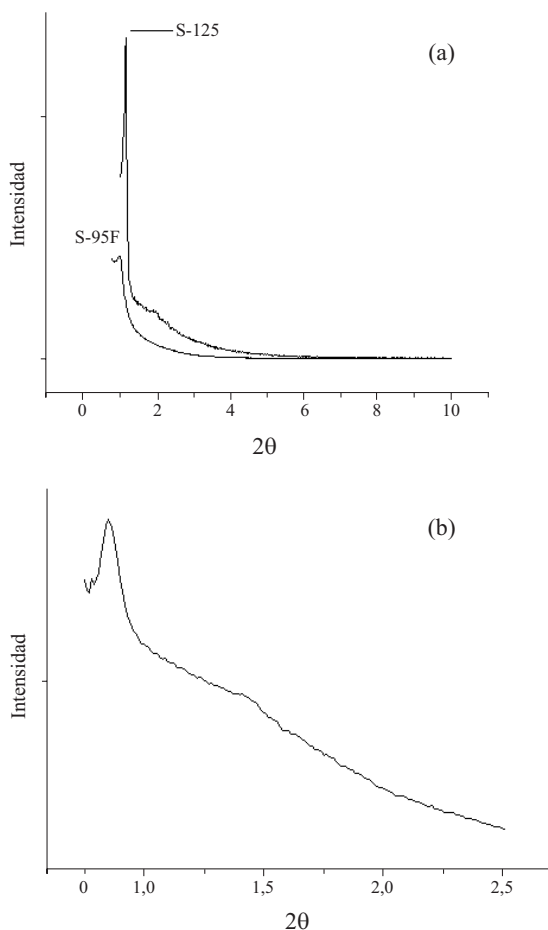 S-125
(a)
Intensidad
S-95F
0 2 4 6 8 10
2θ
(b)
Intensidad
0 1,0 1,5 2,0 2,5
2θ